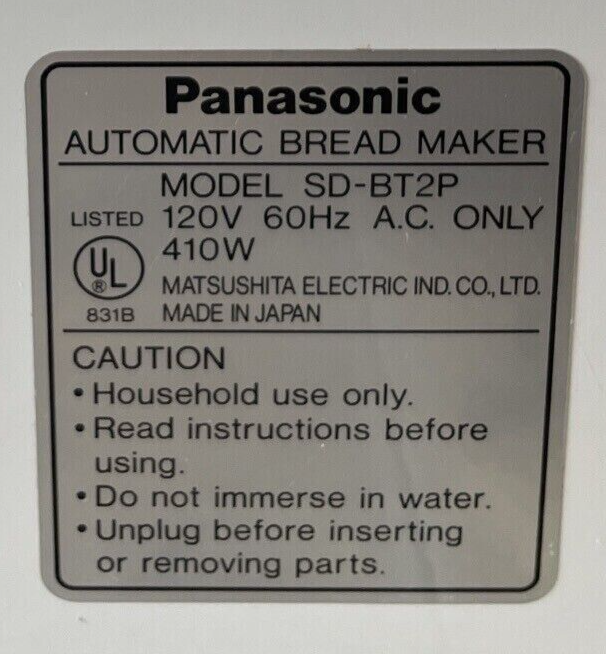 Panasonic
AUTOMATIC BREAD MAKER
MODEL SD-BT2P
LISTED 120V 60Hz A.C. ONLY
UL ® 410W
MATSUSHITA ELECTRIC IND. CO., LTD.
831B MADE IN JAPAN
CAUTION
• Household use only.
• Read instructions before
using.
• Do not immerse in water.
• Unplug before inserting
or removing parts.